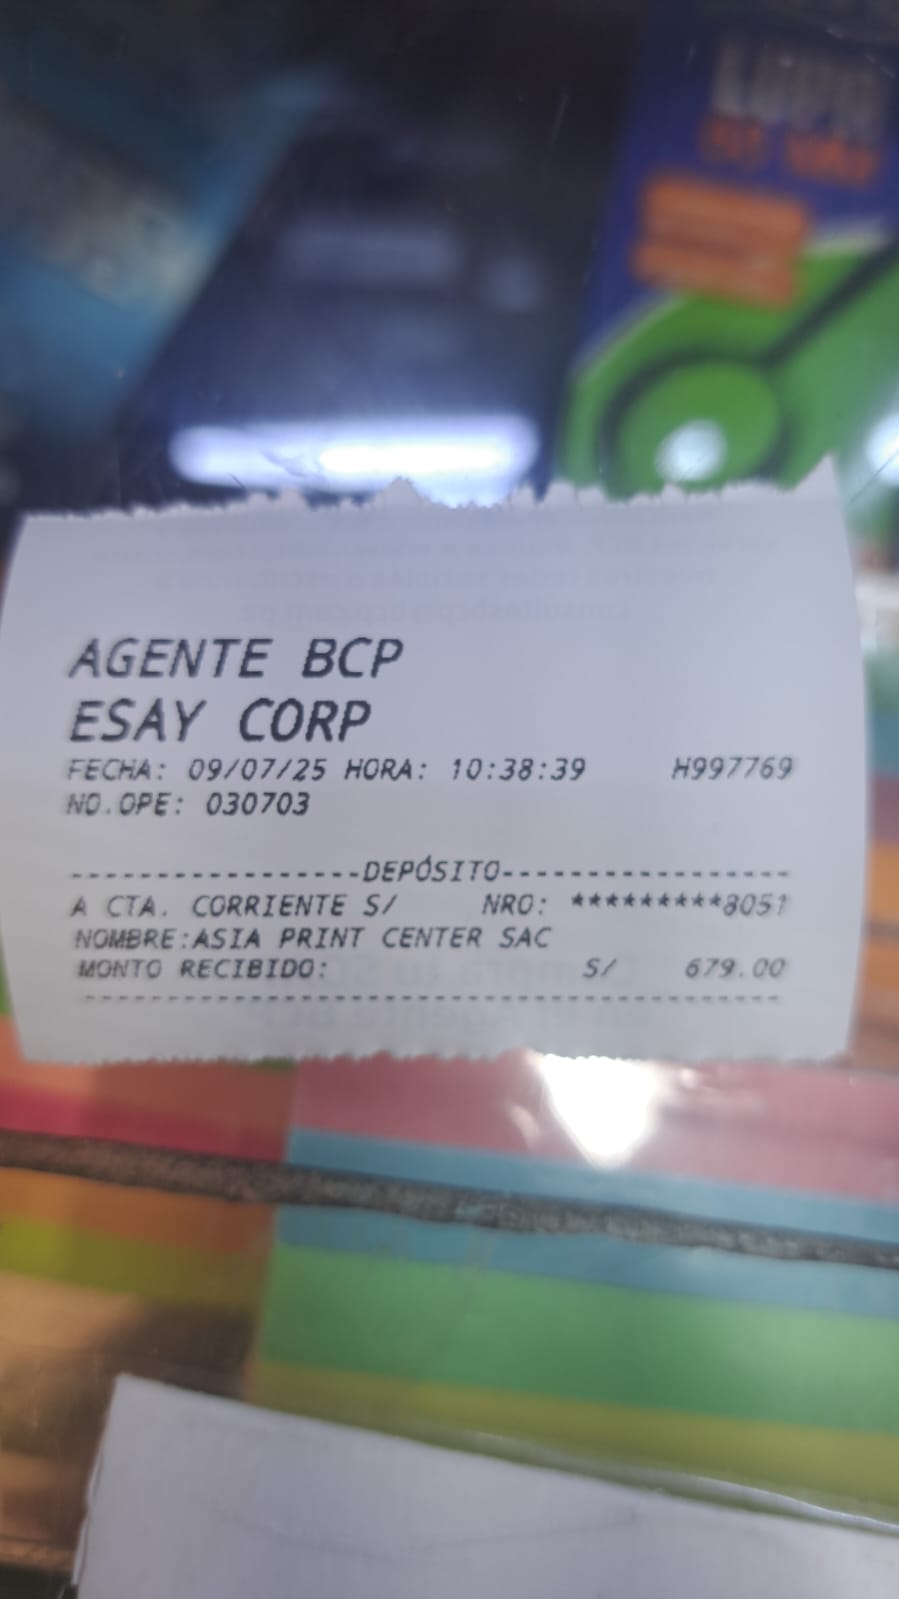 AGENTE BCP
ESAY CORP
FECHA: 09/07/25 HORA: 10:38:39 H997769
NO.OPE: 030703
-----------------DEPÓSITO-----------------
A CTA. CORRIENTE S/ NRO: *********8051
NOMBRE:ASIA PRINT CENTER SAC
MONTO RECIBIDO: S/ 679.00